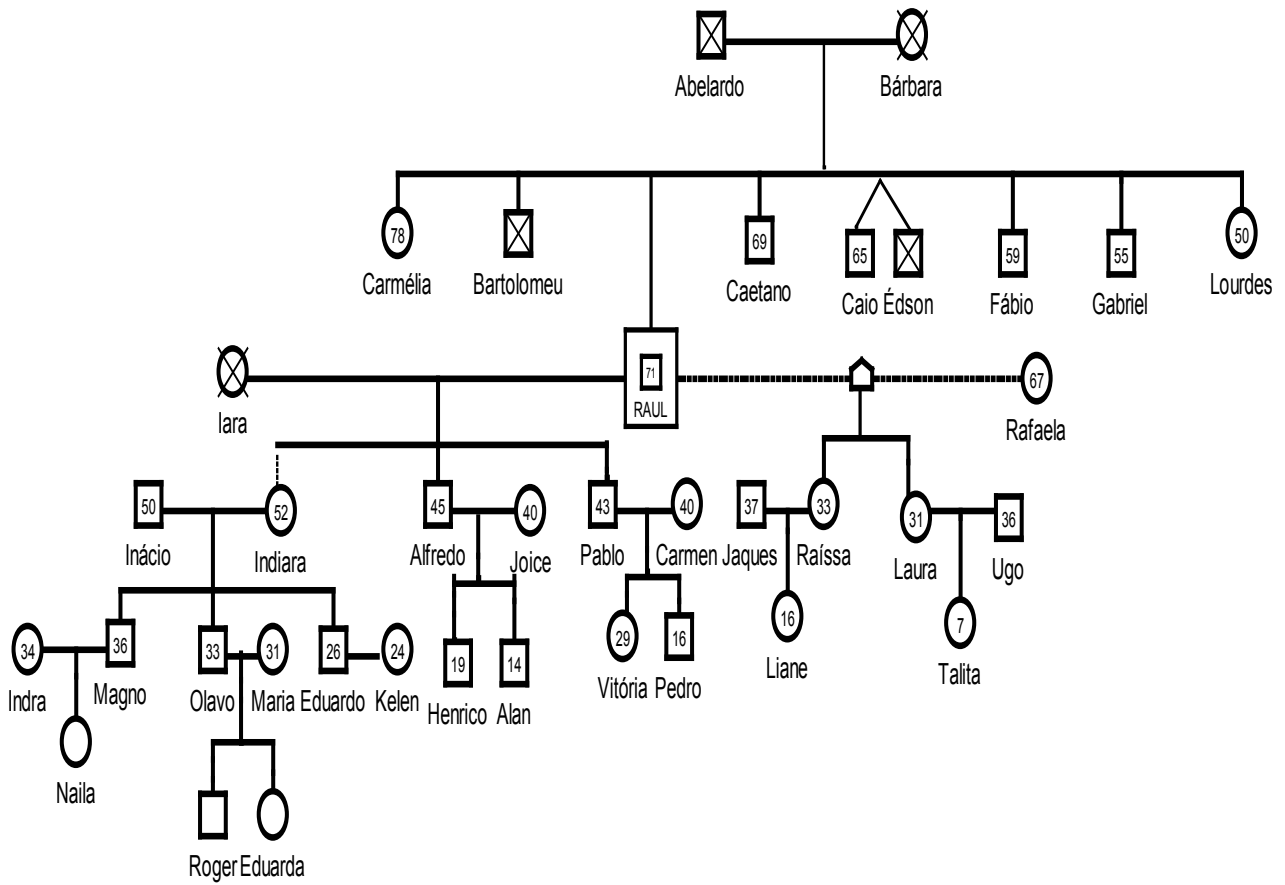 Abelardo
Bárbara
78
69
65
59
55
50
Carmélia
Bartolomeu
Caetano
Caio Édson
Fábio
Gabriel
Lourdes
71
RAUL
67
Iara
Rafaela
50
52
45
40
43
40
37
33
31
36
Inácio
Indiara
Alfredo
Joice
Pablo
Carmen
Jaques
Raíssa
Laura
Ugo
34
36
33
31
26
24
19
14
29
16
16
7
Indra
Magno
Olavo
Maria
Eduardo
Kelen
Henrico
Alan
Vitória
Pedro
Liane
Talita
Naila
Roger
Eduarda